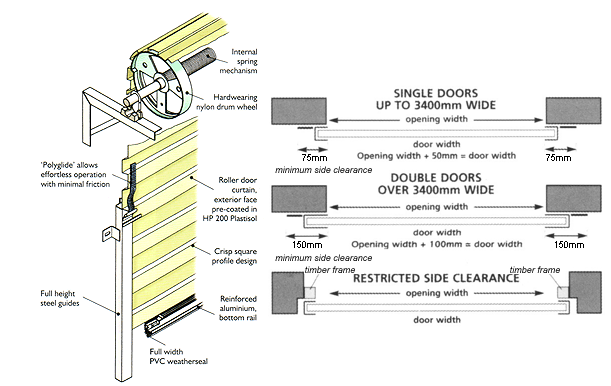 Internal
spring
mechanism
Hardwearing
nylon drum wheel
'Polyglide' allows
effortless operation
with minimal friction
Roller door
curtain,
exterior face
pre-coated in
HP 200 Plastisol
Crisp square
profile design
Full height
steel guides
Reinforced
aluminium,
bottom rail
Full width
PVC weatherseal
SINGLE DOORS
UP TO 3400mm WIDE
opening width
door width
75mm
Opening width + 50mm = door width
75mm
minimum side clearance
DOUBLE DOORS
OVER 3400mm WIDE
opening width
door width
150mm
Opening width + 100mm = door width
150mm
minimum side clearance
timber frame
RESTRICTED SIDE CLEARANCE
timber frame
opening width
door width